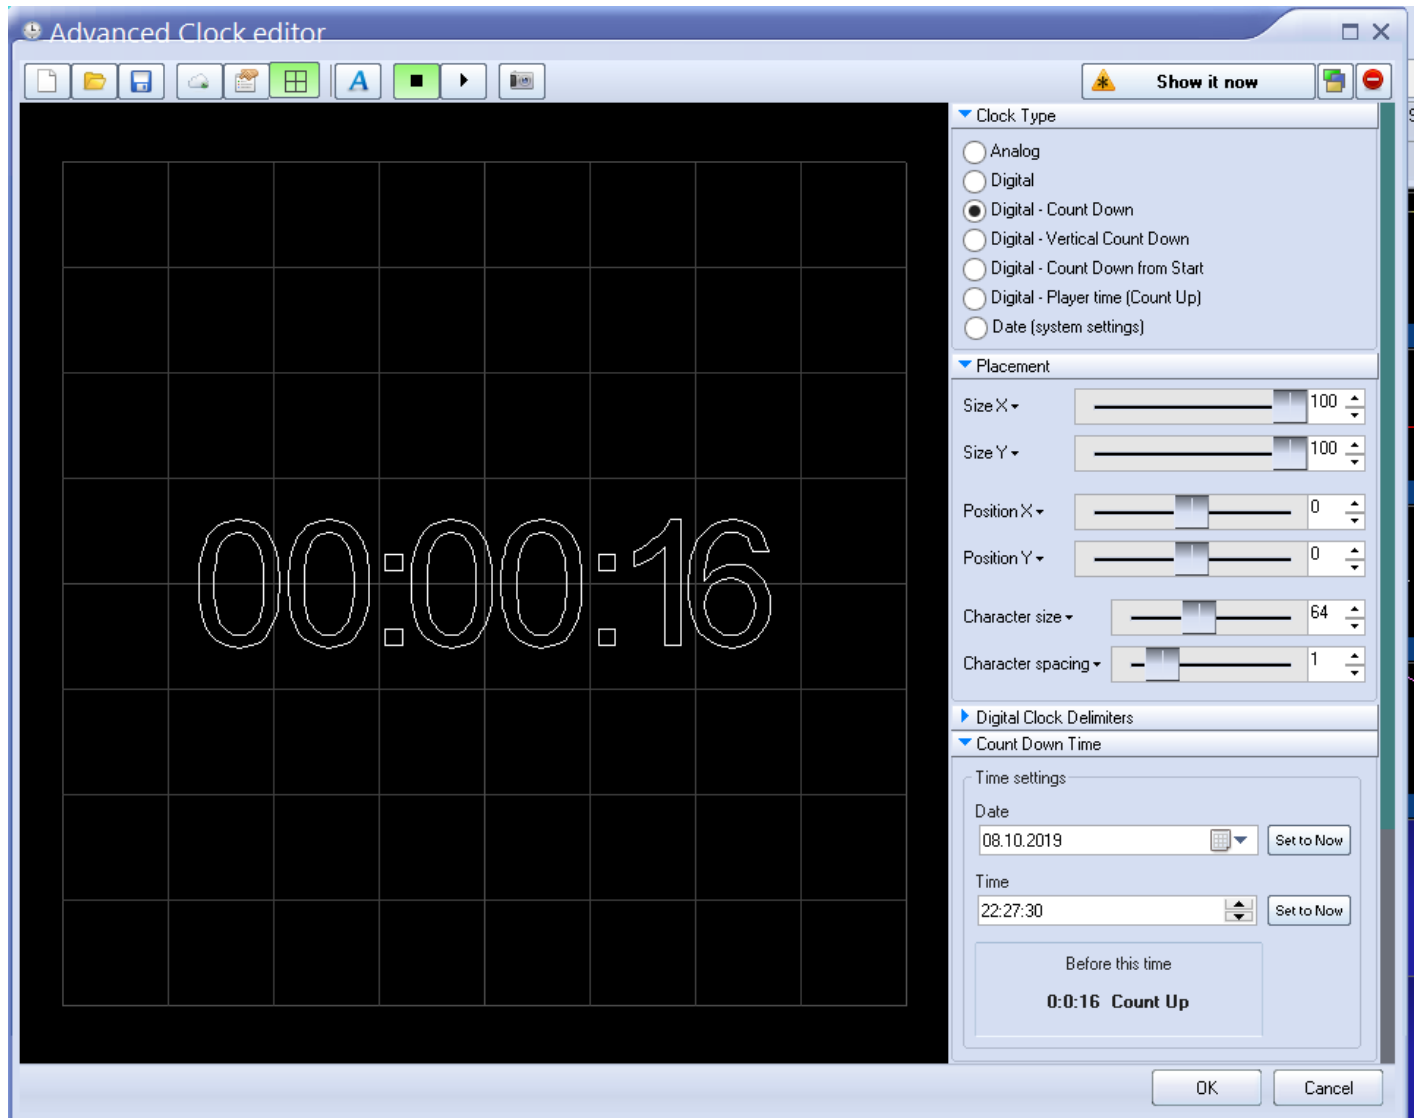 Advanced Clock editor
A
Show it now
Clock Type
Analog
Digital
Digital - Count Down
Digital - Vertical Count Down
Digital - Count Down from Start
Digital - Player time (Count Up)
Date (system settings)
Placement
Size X 100
Size Y 100
Position X 0
Position Y 0
Character size 64
Character spacing 1
00:00:16
Digital Clock Delimiters
Count Down Time
Time settings
Date
08.10.2019 Set to Now
Time
22:27:30 Set to Now
Before this time
0:0:16 Count Up
OK Cancel